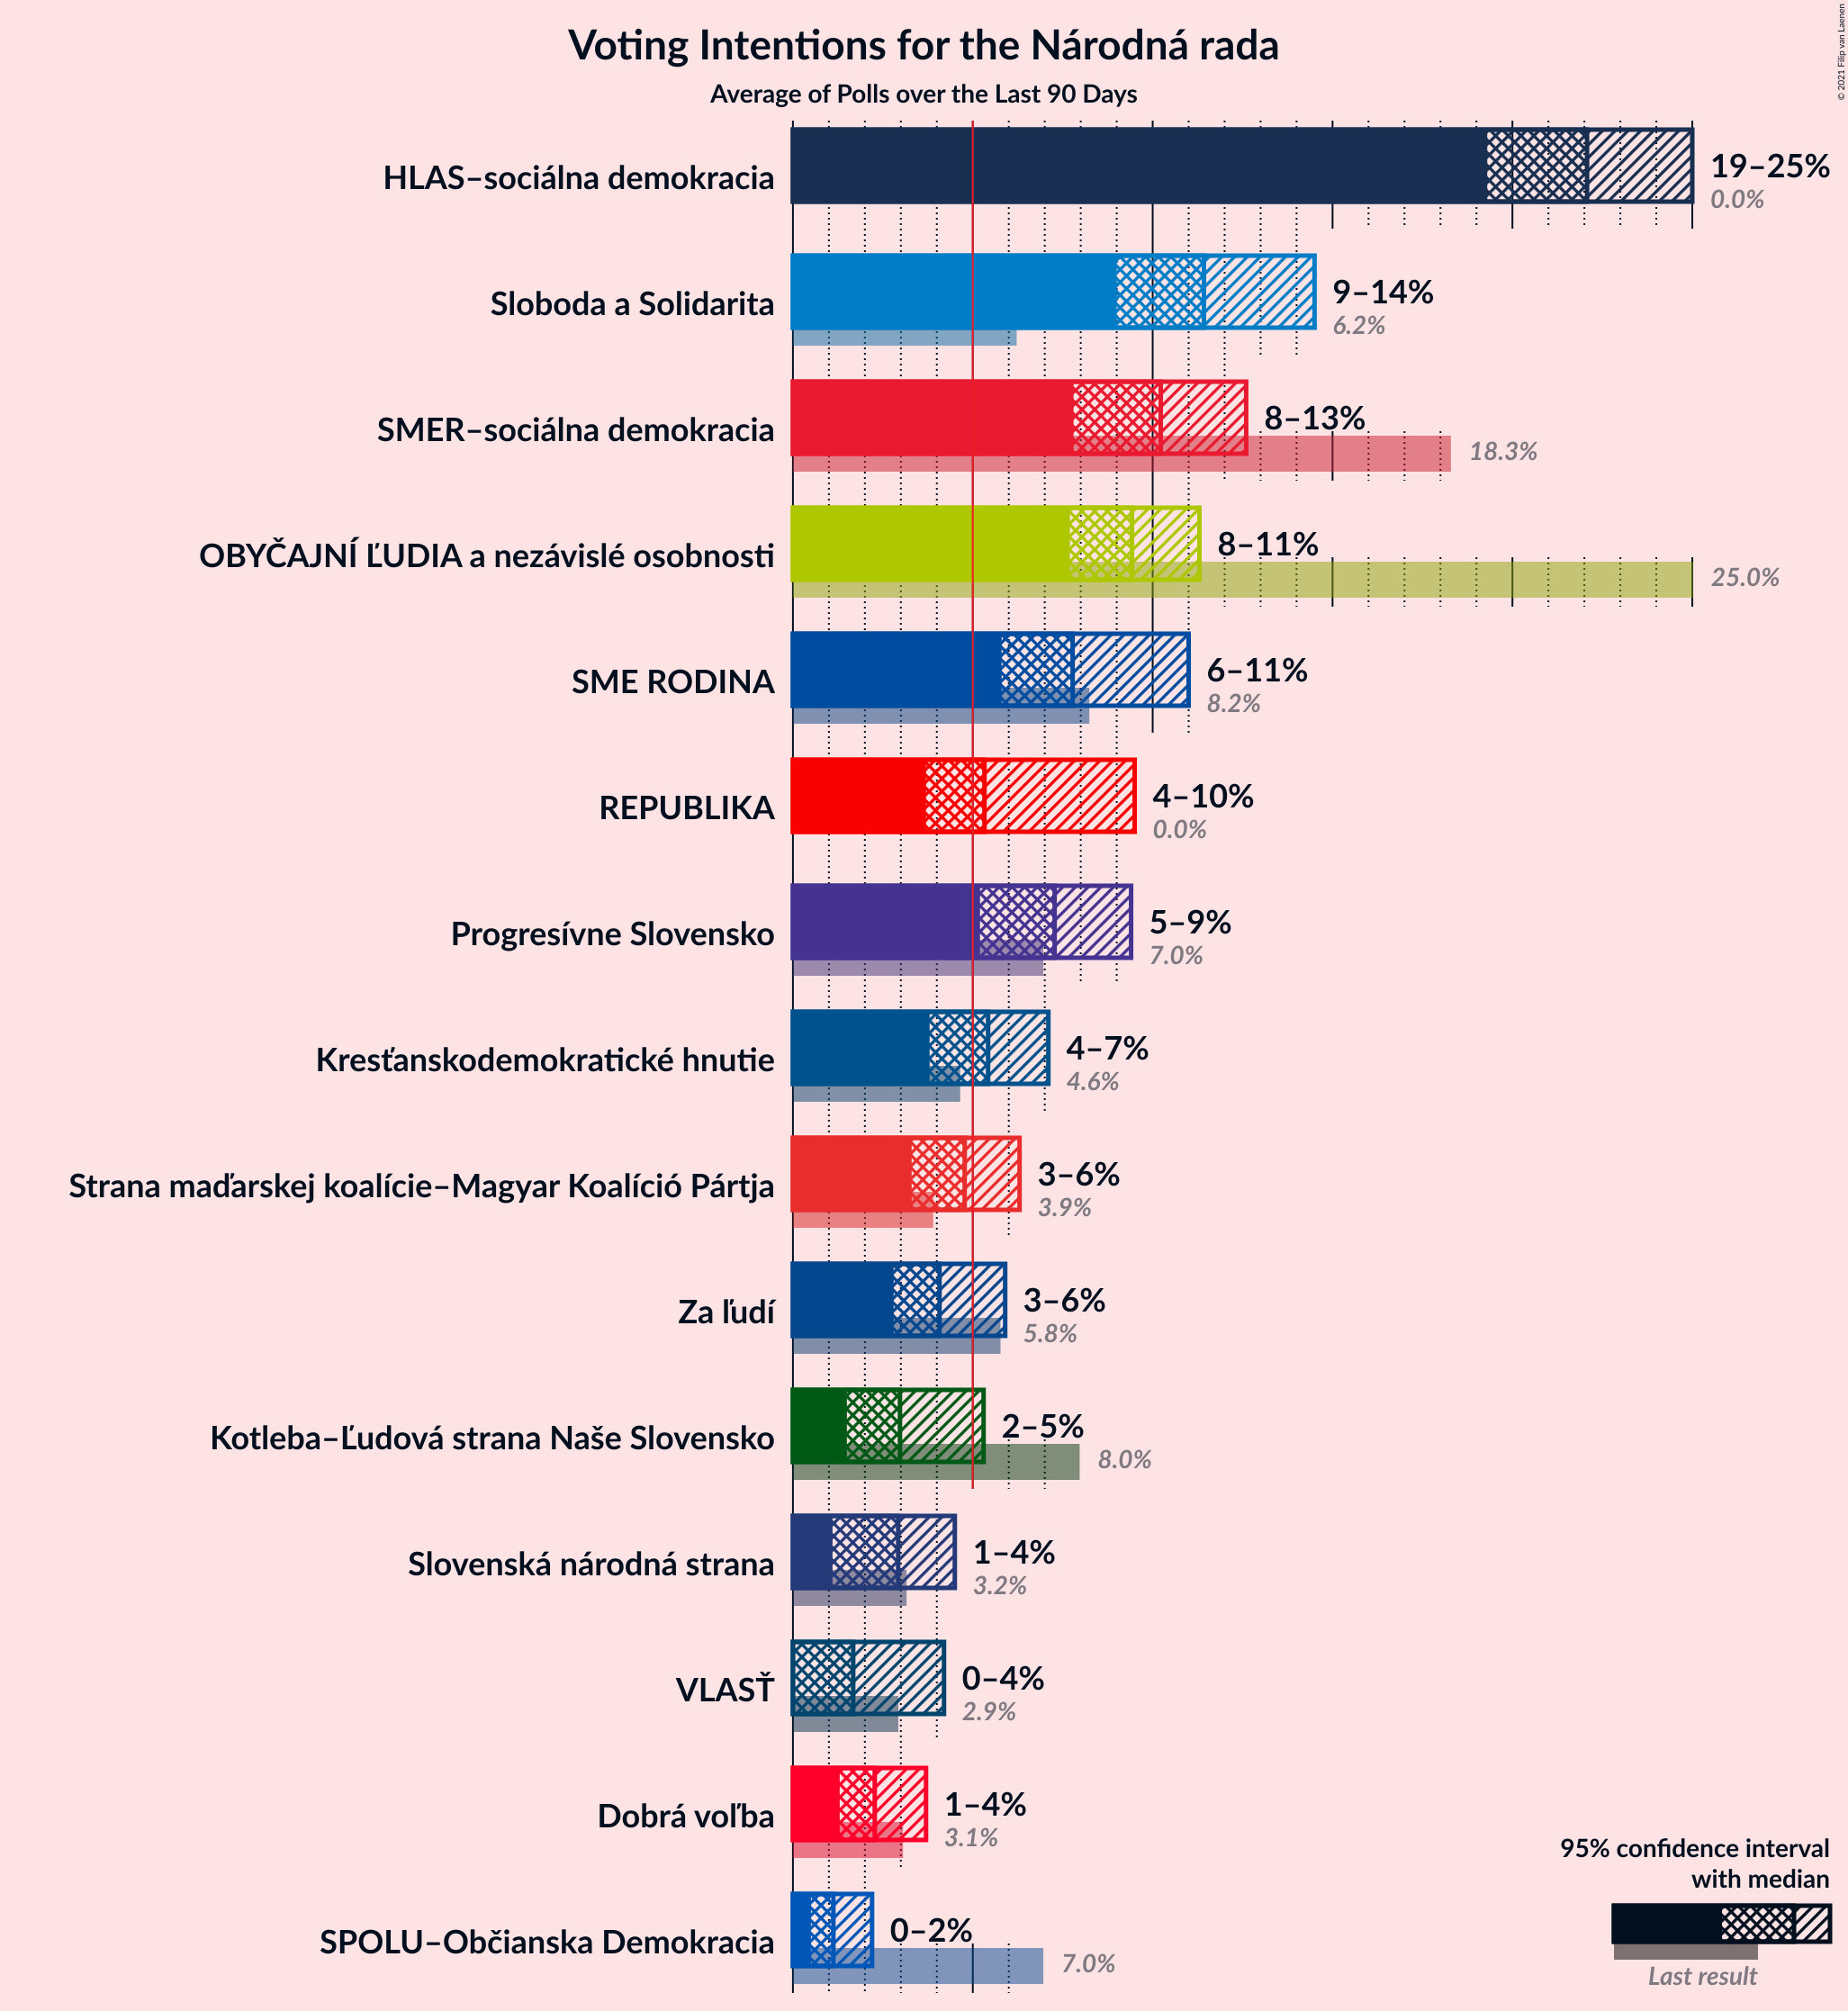 © 2021 Filip van Laenen
Voting Intentions for the Národná rada
Average of Polls over the Last 90 Days
HLAS–sociálna demokracia
19–25%
0.0%
Sloboda a Solidarita
9–14%
6.2%
SMER–sociálna demokracia
8–13%
18.3%
OBYČAJNÍ ĽUDIA a nezávislé osobnosti
8–11%
25.0%
SME RODINA
6–11%
8.2%
REPUBLIKA
4–10%
0.0%
Progresívne Slovensko
5–9%
7.0%
Kresťanskodemokratické hnutie
4–7%
4.6%
Strana maďarskej koalície–Magyar Koalíció Pártja
3–6%
3.9%
Za ľudí
3–6%
5.8%
Kotleba–Ľudová strana Naše Slovensko
2–5%
8.0%
Slovenská národná strana
1–4%
3.2%
VLASŤ
0–4%
2.9%
Dobrá voľba
1–4%
3.1%
SPOLU–Občianska Demokracia
0–2%
7.0%
95% confidence interval
with median
Last result